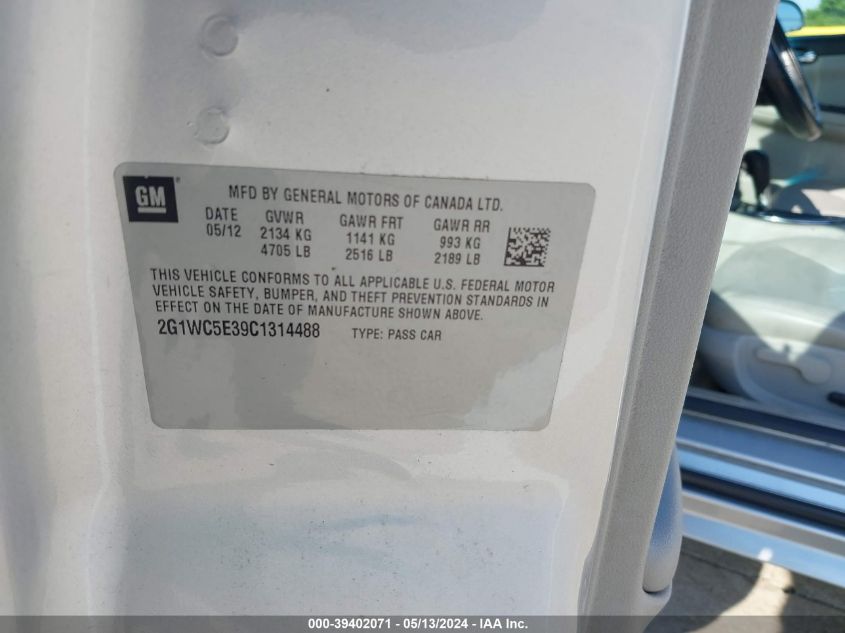 GM
MFD BY GENERAL MOTORS OF CANADA LTD.
DATE GVWR GAWR FRT GAWR RR
05/12 2134 KG 1141 KG 993 KG
4705 LB 2516 LB 2189 LB
THIS VEHICLE CONFORMS TO ALL APPLICABLE U.S. FEDERAL MOTOR
VEHICLE SAFETY, BUMPER, AND THEFT PREVENTION STANDARDS IN
EFFECT ON THE DATE OF MANUFACTURE SHOWN ABOVE.
2G1WC5E39C1314488 TYPE: PASS CAR
000-39402071 - 05/13/2024 - IAA Inc.